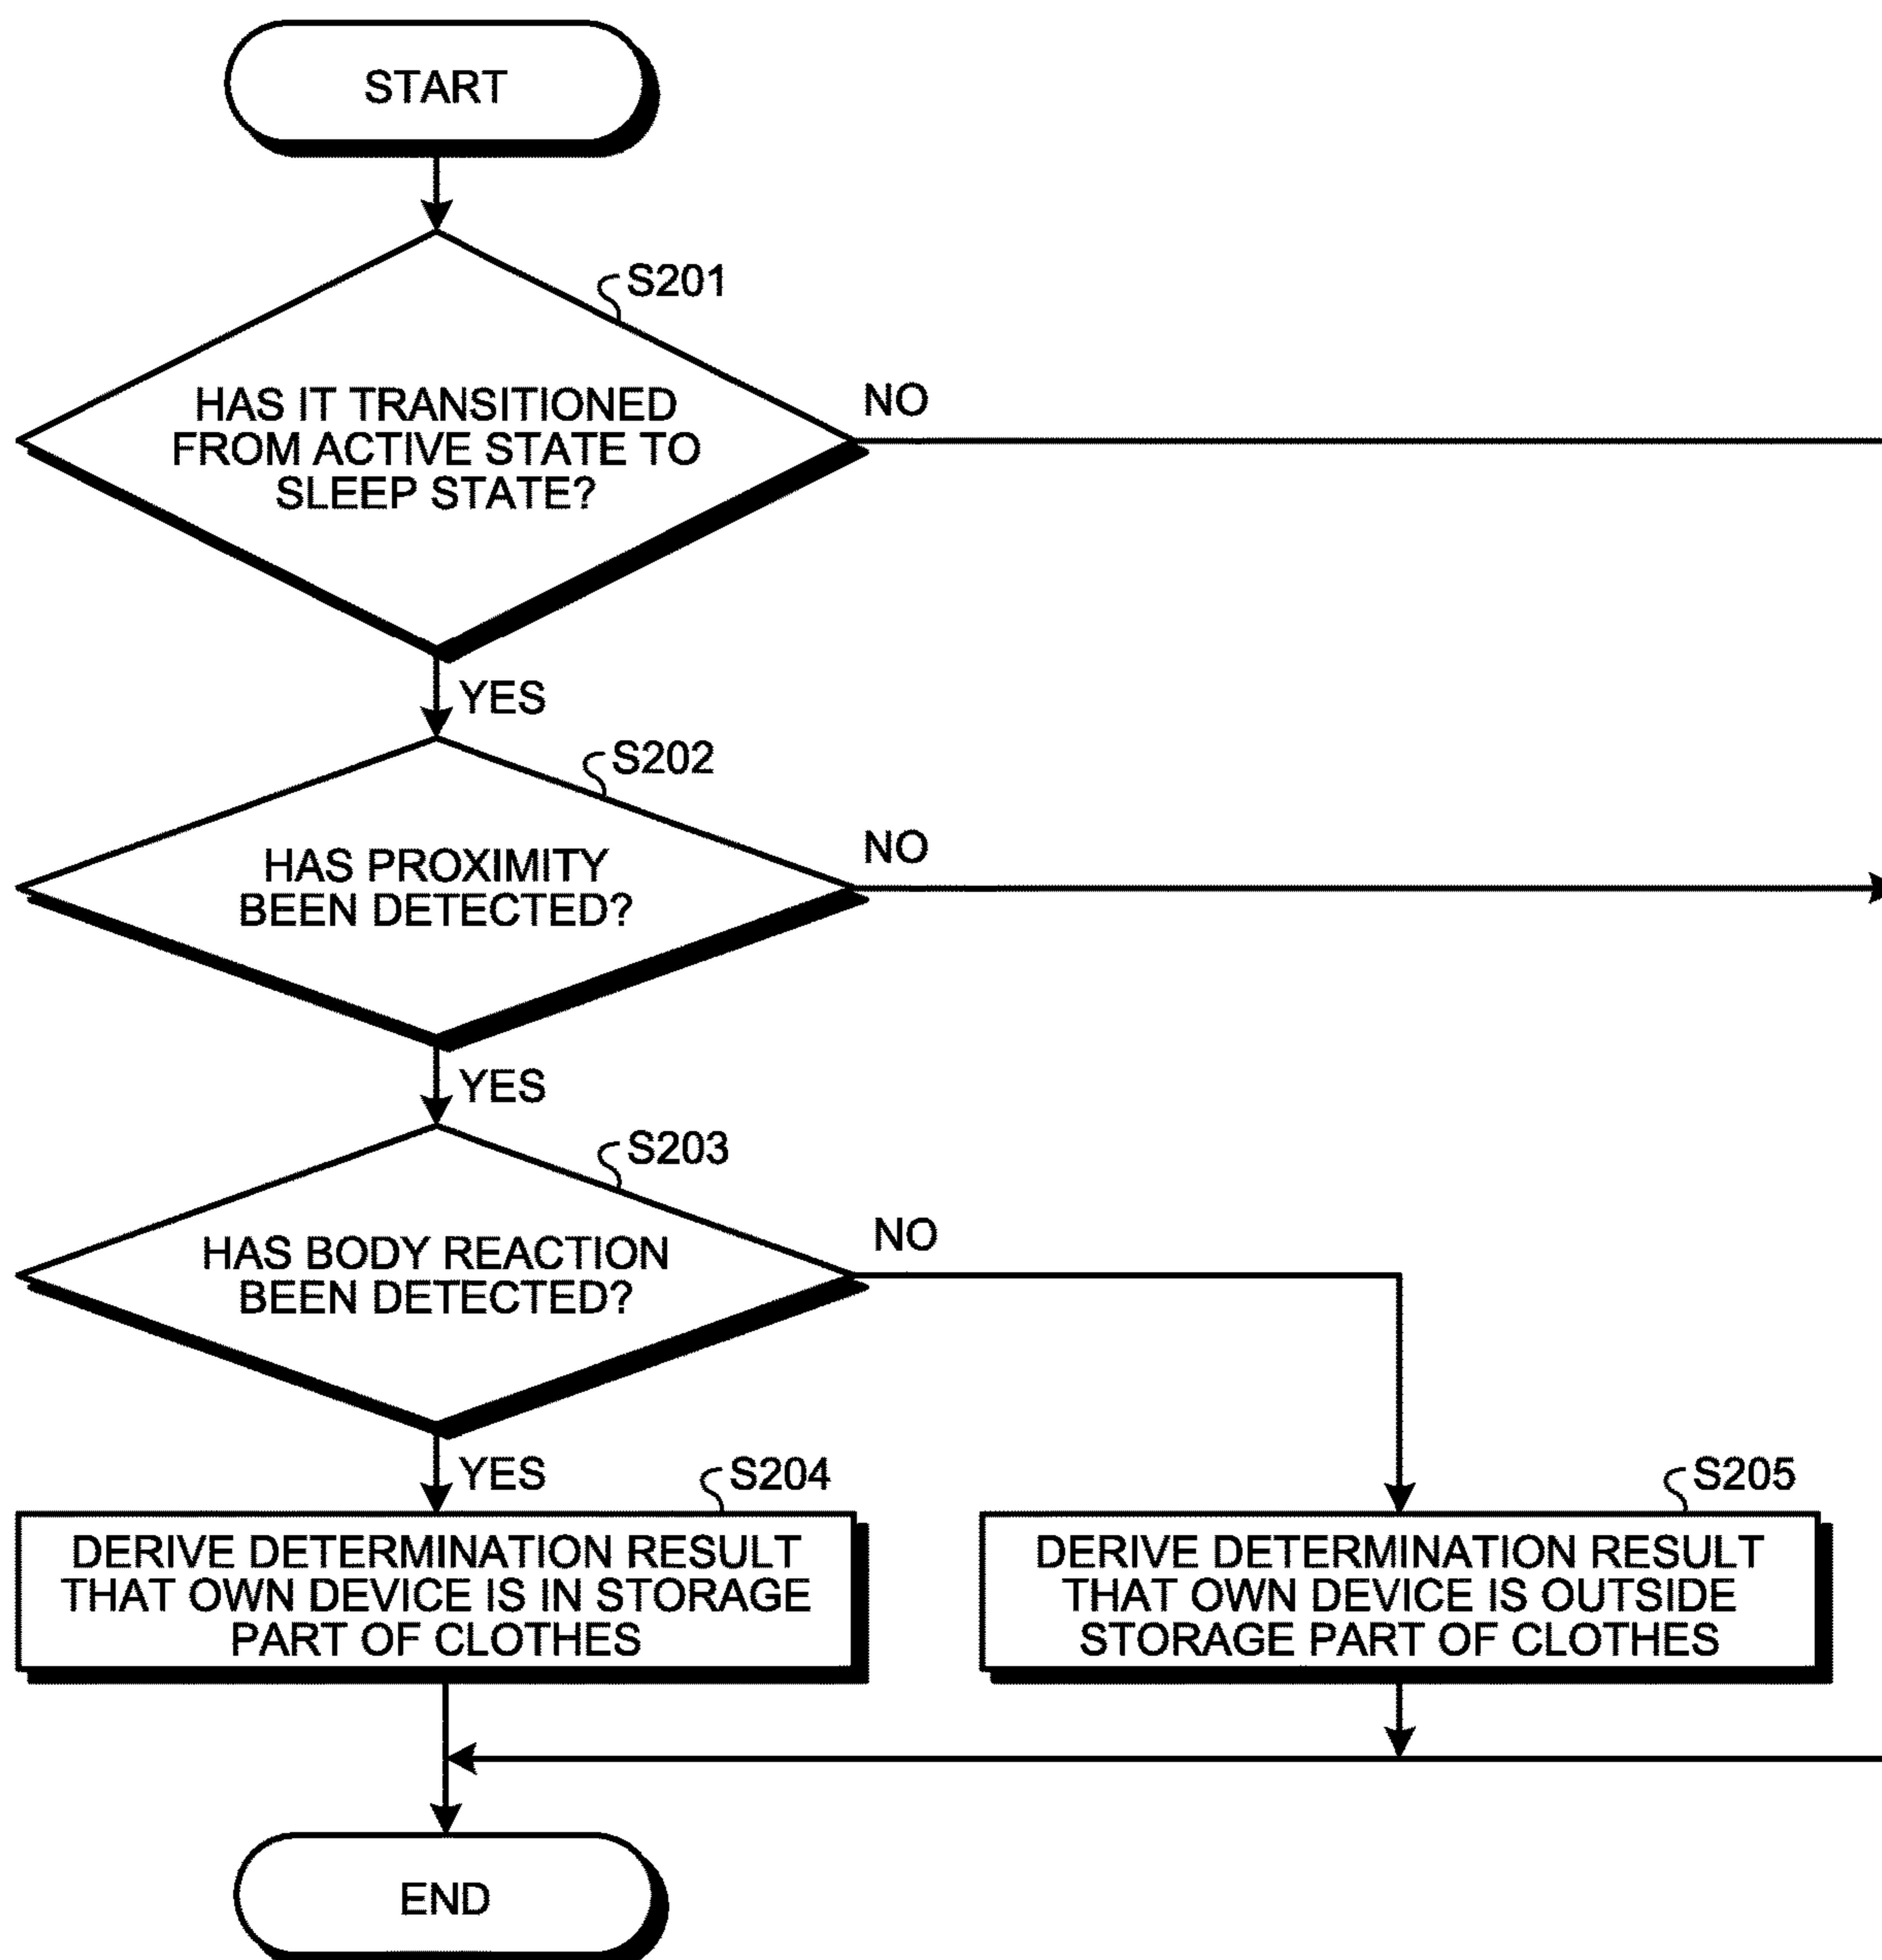 START
S201
HAS IT TRANSITIONED
FROM ACTIVE STATE TO
SLEEP STATE?
NO
YES
S202
HAS PROXIMITY
BEEN DETECTED?
NO
YES
S203
HAS BODY REACTION
BEEN DETECTED?
NO
YES
S204
DERIVE DETERMINATION RESULT
THAT OWN DEVICE IS IN STORAGE
PART OF CLOTHES
S205
DERIVE DETERMINATION RESULT
THAT OWN DEVICE IS OUTSIDE
STORAGE PART OF CLOTHES
END